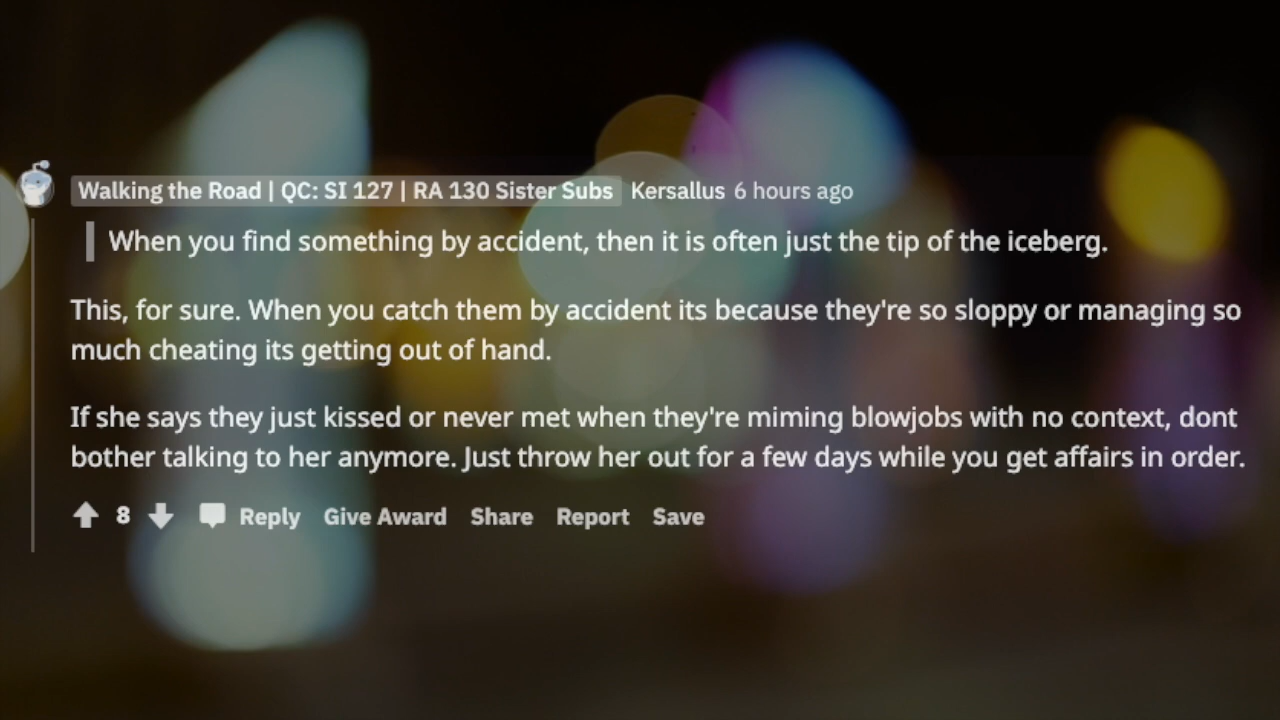 Walking the Road | QC: SI 127 | RA 130 Sister Subs Kersallus 6 hours ago
When you find something by accident, then it is often just the tip of the iceberg.
This, for sure. When you catch them by accident its because they're so sloppy or managing so
much cheating its getting out of hand.
If she says they just kissed or never met when they're miming blowjobs with no context, dont
bother talking to her anymore. Just throw her out for a few days while you get affairs in order.
8 Reply Give Award Share Report Save